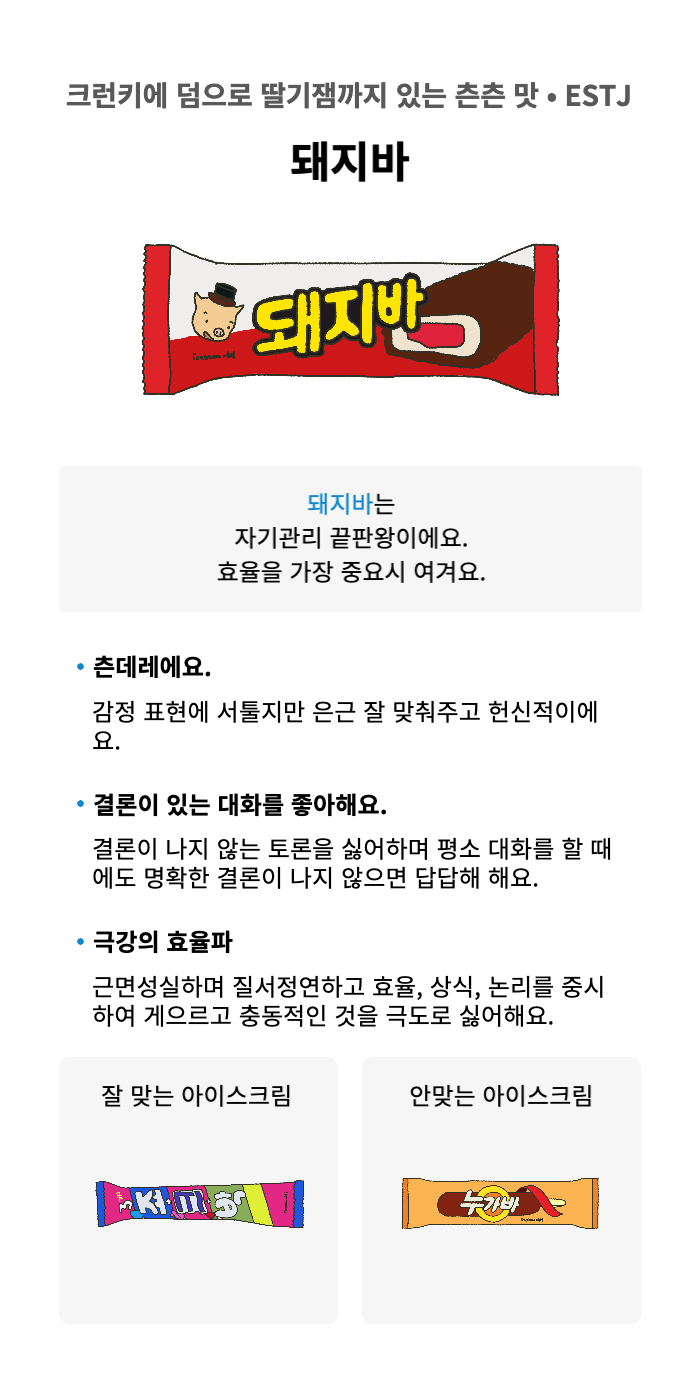 크런키에 덤으로 딸기잼까지 있는 츤츤 맛 • ESTJ
돼지바
돼지바
돼지바는
자기관리 끝판왕이에요.
효율을 가장 중요시 여겨요.
• 츤데레에요.
감정 표현에 서툴지만 은근 잘 맞춰주고 헌신적이에
요.
• 결론이 있는 대화를 좋아해요.
결론이 나지 않는 토론을 싫어하며 평소 대화를 할 때
에도 명확한 결론이 나지 않으면 답답해 해요.
• 극강의 효율파
근면성실하며 질서정연하고 효율, 상식, 논리를 중시
하여 게으르고 충동적인 것을 극도로 싫어해요.
잘 맞는 아이스크림
안맞는 아이스크림
죠크박
누가바